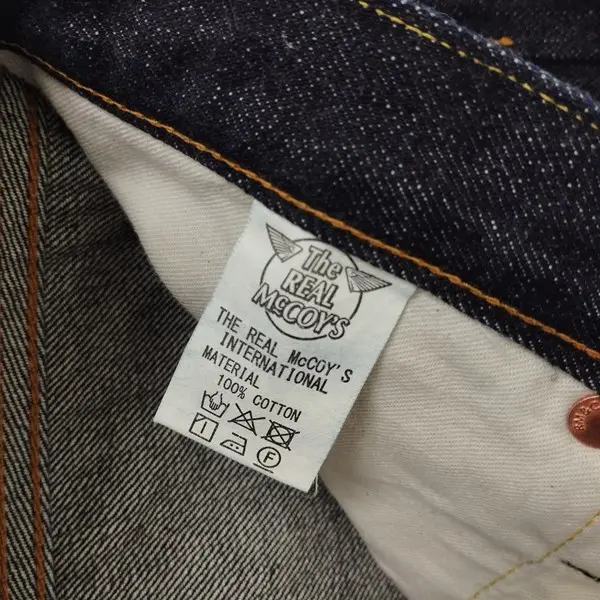 The
REAL
McCOY'S
THE REAL McCOY'S
INTERNATIONAL
MATERIAL
100% COTTON
F